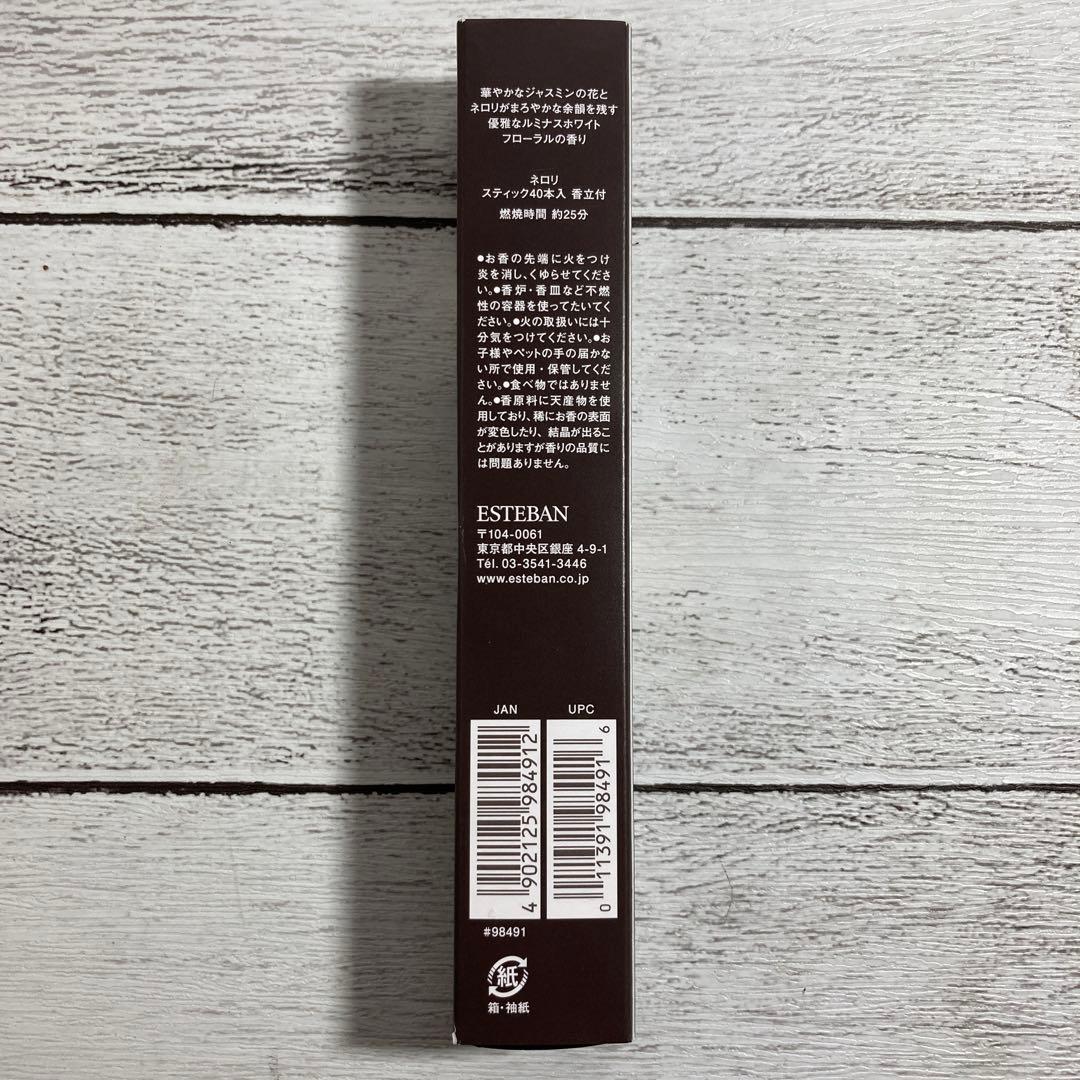 華やかなジャスミンの花と
ネロリがまろやかな余韻を残す
優雅なルミナスホワイト
フローラルの香り
ネロリ
スティック40本入 香立付
燃焼時間 約25分
●お香の先端に火をつけ
炎を消し、くゆらせてくださ
い。●香炉・香皿など不燃
性の容器を使ってたいてく
ださい。●火の取扱いには十
分気をつけてください。●お
子様やペットの手の届かな
い所で使用・保管してくだ
さい。●食べ物ではありませ
ん。●香原料に天産物を使
用しており、稀にお香の表面
が変色したり、結晶が出るこ
とがありますが香りの品質に
は問題ありません。
ESTEBAN
〒104-0061
東京都中央区銀座 4-9-1
Tél. 03-3541-3446
www.esteban.co.jp
JAN
4 902125 984912
UPC
0 11391 98491 6
#98491
紙
箱・袖紙